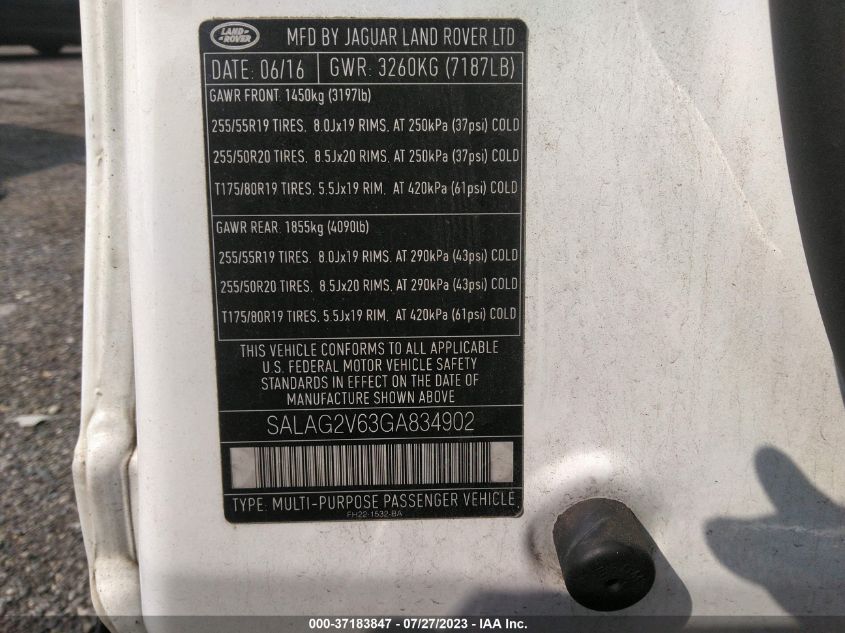 LAND ROVER
MFD BY JAGUAR LAND ROVER LTD
DATE: 06/16 GWR: 3260KG (7187LB)
GAWR FRONT. 1450kg (3197lb)
255/55R19 TIRES. 8.0Jx19 RIMS. AT 250kPa (37psi) COLD
255/50R20 TIRES. 8.5Jx20 RIMS. AT 250kPa (37psi) COLD
T175/80R19 TIRES. 5.5Jx19 RIM. AT 420kPa (61psi) COLD
GAWR REAR. 1855kg (4090lb)
255/55R19 TIRES. 8.0Jx19 RIMS. AT 290kPa (43psi) COLD
255/50R20 TIRES. 8.5Jx20 RIMS. AT 290kPa (43psi) COLD
T175/80R19 TIRES. 5.5Jx19 RIM. AT 420kPa (61psi) COLD
THIS VEHICLE CONFORMS TO ALL APPLICABLE
U.S. FEDERAL MOTOR VEHICLE SAFETY
STANDARDS IN EFFECT ON THE DATE OF
MANUFACTURE SHOWN ABOVE
SALAG2V63GA834902
TYPE: MULTI-PURPOSE PASSENGER VEHICLE
FH22-1532-BA
000-37183847 / 07/27/2023 - © IAA Inc.